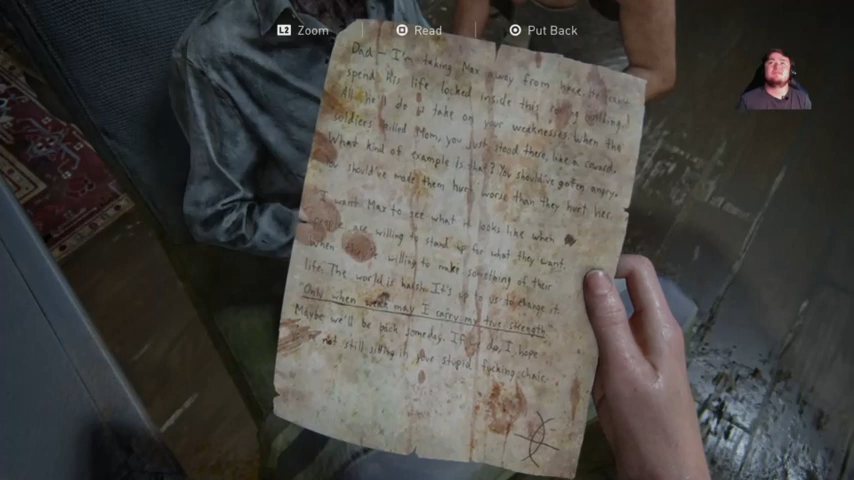 L2 Zoom
Read
Put Back
Dad – I'm taking Max away from here. He can't
spend his life locked inside this building!
All he'll do is take on your weaknesses. When the
soldiers killed Mom, you just stood there, like a coward.
What kind of example is that? You should've gotten angry.
You should've made them hurt worse than they hurt her.
I want Max to see what it looks like when
people are willing to stand up for what they want.
When they're willing to make something of their
life. The world is harsh. It's up to us to change it.
"Only when weak may I carry my true strength"
Maybe we'll be back someday. If we do, I hope
not still sitting in your stupid fucking clinic.